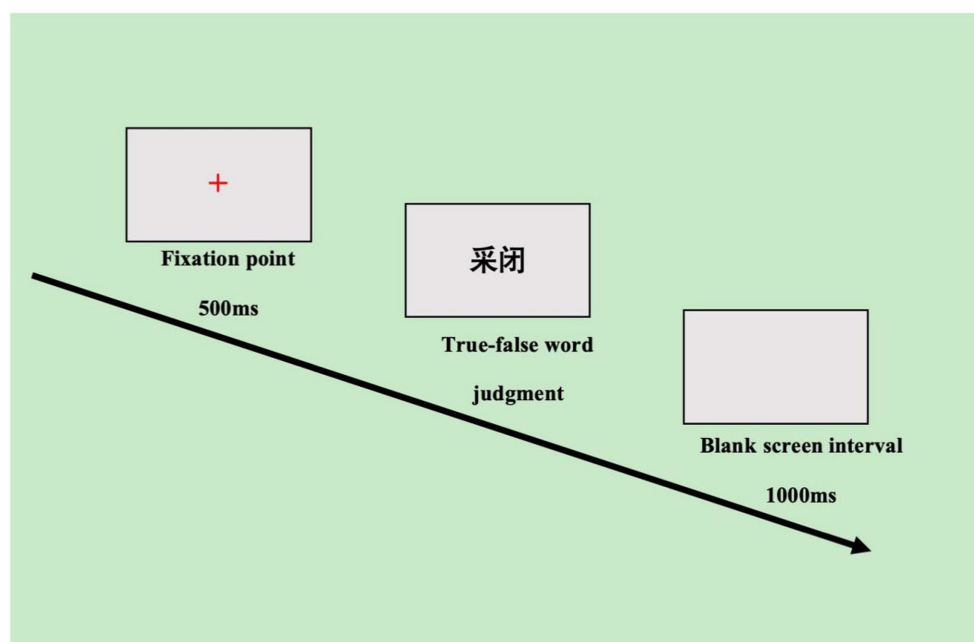 Fixation point
500ms
采闭
True-false word
judgment
Blank screen interval
1000ms